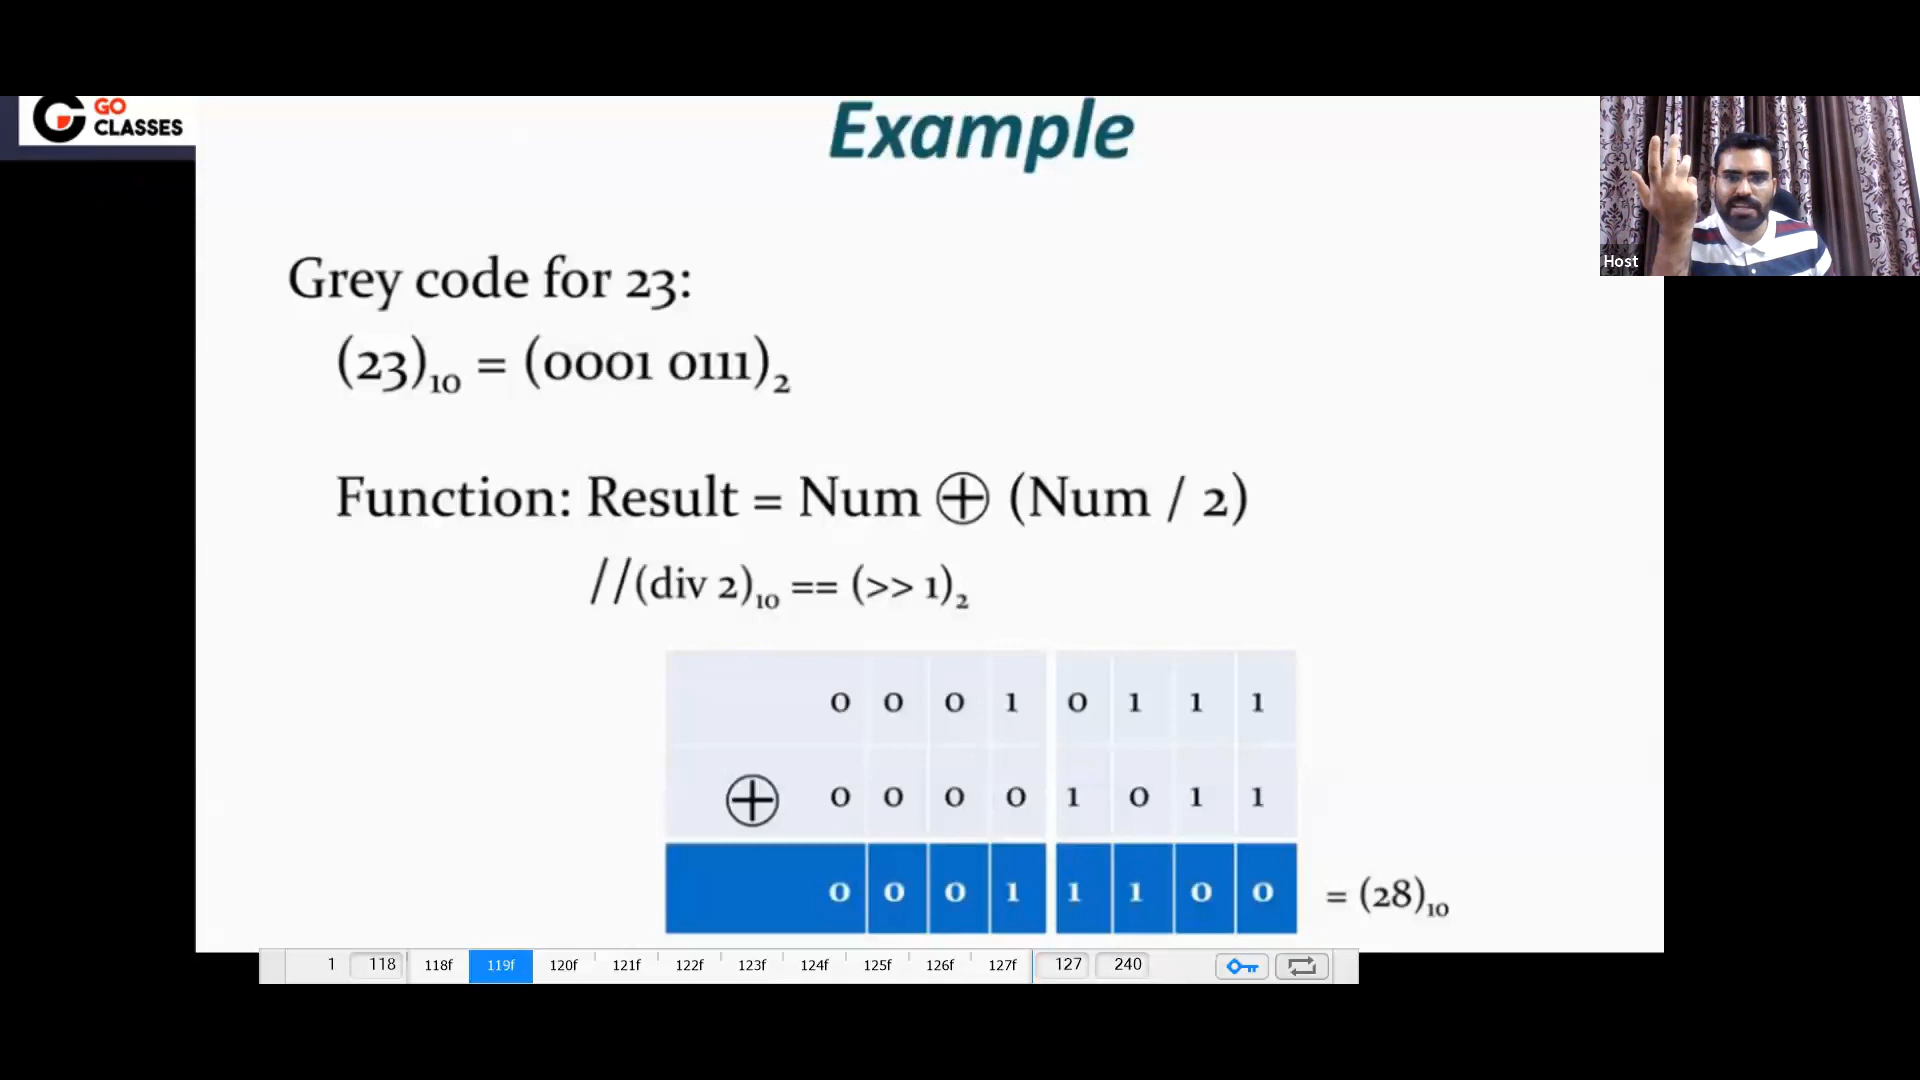 GO
CLASSES
Example
Host
Grey code for 23:
(23)₁₀ = (0001 0111)₂
Function: Result = Num ⊕ (Num / 2)
//(div 2)₁₀ == (>> 1)₂
0 0 0 1 0 1 1 1
⊕ 0 0 0 0 1 0 1 1
0 0 0 1 1 1 0 0 = (28)₁₀
1 118 118f 119f 120f 121f 122f 123f 124f 125f 126f 127f 127 240